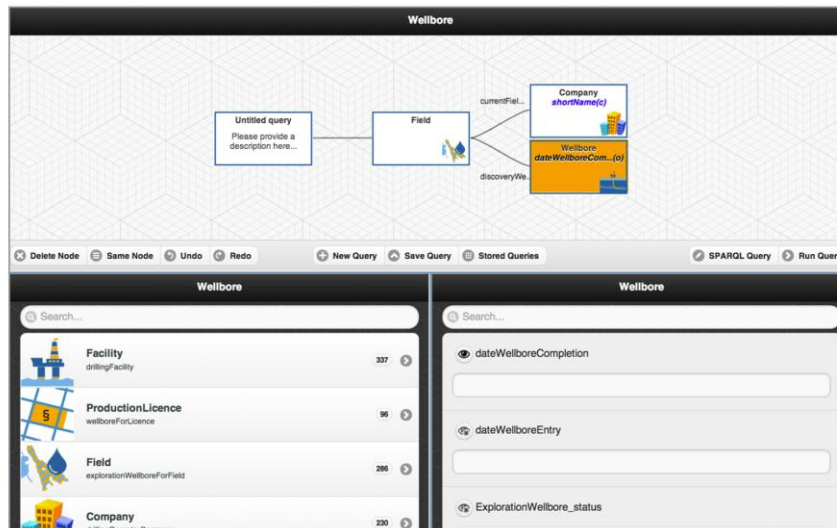 Wellbore
Untitled query
Please provide a
description here...
Field
currentFiel...
Company
shortName(c)
Wellbore
dateWellboreCom...(o)
discoveryWe...
Delete Node
Same Node
Undo
Redo
New Query
Save Query
Stored Queries
SPARQL Query
Run Quer
Wellbore
Search...
Facility
drillingFacility
337
§
ProductionLicence
wellboreForLicence
96
Field
explorationWellboreForField
286
Company
230
Wellbore
Search...
dateWellboreCompletion
dateWellboreEntry
ExplorationWellbore_status